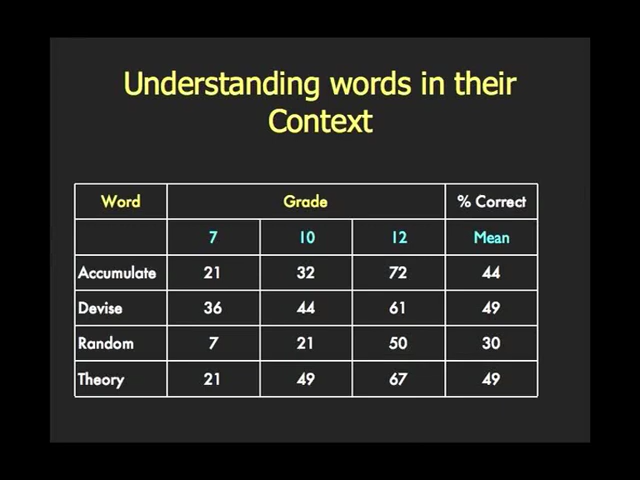 Understanding words in their
Context
Word Grade % Correct
7 10 12 Mean
Accumulate 21 32 72 44
Devise 36 44 61 49
Random 7 21 50 30
Theory 21 49 67 49